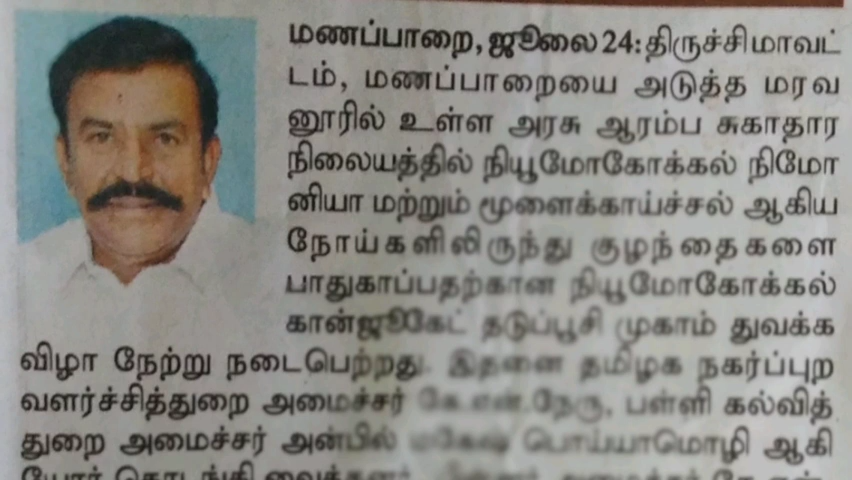 மணப்பாறை, ஜூலை 24: திருச்சி மாவட்
டம், மணப்பாறையை அடுத்த மரவ
னூரில் உள்ள அரசு ஆரம்ப சுகாதார
நிலையத்தில் நியூமோகோக்கல் நிமோ
னியா மற்றும் மூளைக்காய்ச்சல் ஆகிய
நோய்களிலிருந்து குழந்தைகளை
பாதுகாப்பதற்கான நியூமோகோக்கல்
கான்ஜூகேட் தடுப்பூசி முகாம் துவக்க
விழா நேற்று நடைபெற்றது. இதனை தமிழக நகர்ப்புற
வளர்ச்சித்துறை அமைச்சர் கே.என்.நேரு, பள்ளி கல்வித்
துறை அமைச்சர் அன்பில் மகேஷ் பொய்யாமொழி ஆகி